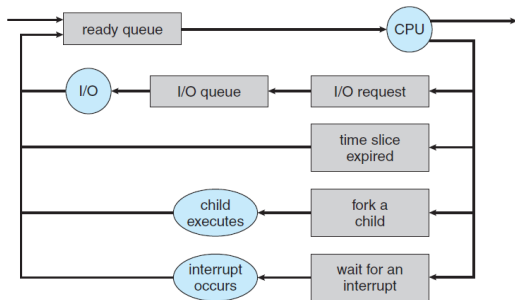 ready queue
CPU
I/O
I/O queue
I/O request
time slice
expired
child
executes
fork a
child
interrupt
occurs
wait for an
interrupt